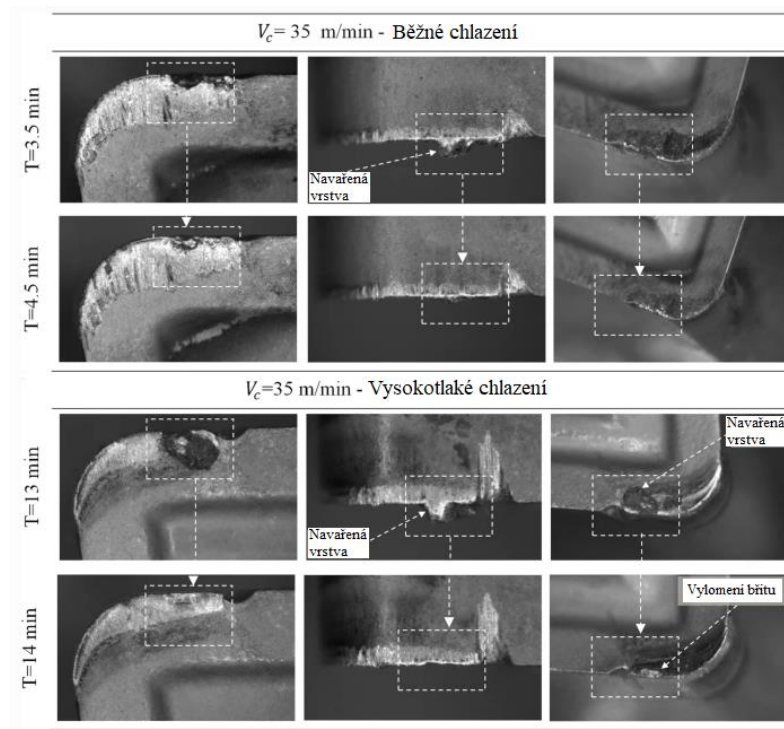 V_c= 35 m/min - Běžné chlazení
T=3.5 min
Navařená
vrstva
T=4.5 min
V_c=35 m/min - Vysokotlaké chlazení
T=13 min
Navařená
vrstva
Navařená
vrstva
T=14 min
Vylomení břitu